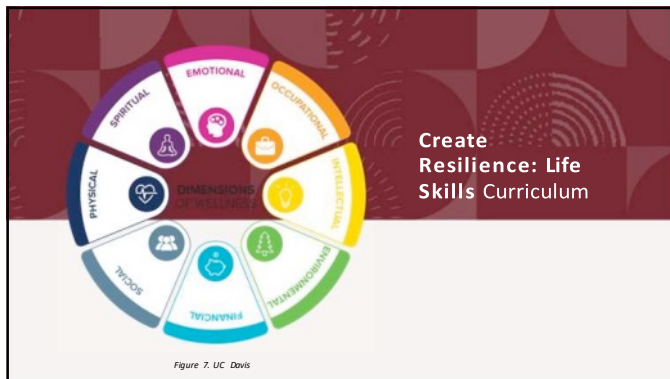 EMOTIONAL
OCCUPATIONAL
INTELLECTUAL
ENVIRONMENTAL
FINANCIAL
SOCIAL
PHYSICAL
SPIRITUAL
DIMENSIONS
OF WELLNESS
Create
Resilience: Life
Skills Curriculum
Figure 7. UC Davis